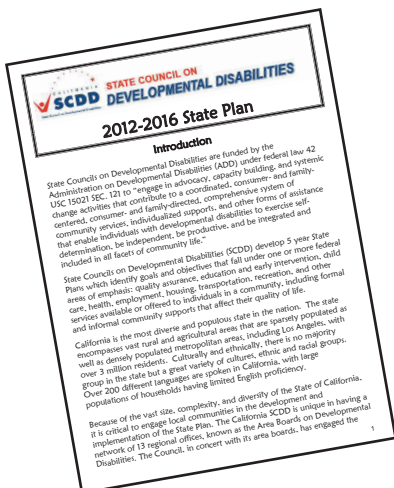 CALIFORNIA
SCDD
STATE COUNCIL ON
DEVELOPMENTAL DISABILITIES
2012-2016 State Plan
Introduction
State Councils on Developmental Disabilities are funded by the
Administration on Developmental Disabilities (ADD) under federal law 42
USC 15021 SEC. 121 to "engage in advocacy, capacity building, and systemic
change activities that contribute to a coordinated, consumer- and family-
centered, consumer- and family-directed, comprehensive system of
community services, individualized supports, and other forms of assistance
that enable individuals with developmental disabilities to exercise self-
determination, be independent, be productive, and be integrated and
included in all facets of community life."
State Councils on Developmental Disabilities (SCDD) develop 5 year State
Plans which identify goals and objectives that fall under one or more federal
areas of emphasis: quality assurance, education and early intervention, child
care, health, employment, housing, transportation, recreation, and other
services available or offered to individuals in a community, including formal
and informal community supports that affect their quality of life.
California is the most diverse and populous state in the nation. The state
encompasses vast rural and agricultural areas that are sparsely populated as
well as densely populated metropolitan areas, including Los Angeles, with
over 3 million residents. Culturally and ethnically, there is no majority
group in the state but a great variety of cultures, ethnic and racial groups.
Over 200 different languages are spoken in California, with large
populations of households having limited English proficiency.
Because of the vast size, complexity, and diversity of the State of California,
it is critical to engage local communities in the development and
implementation of the State Plan. The California SCDD is unique in having a
network of 13 regional offices, known as the Area Boards on Developmental
Disabilities. The Council, in concert with its area boards, has engaged the
1